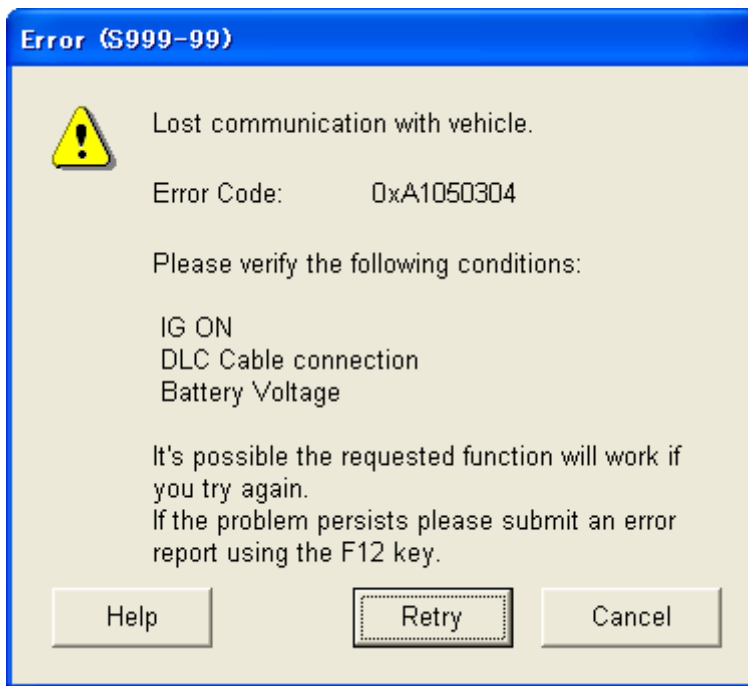 Error (S999-99)
Lost communication with vehicle.
Error Code: 0xA1050304
Please verify the following conditions:
IG ON
DLC Cable connection
Battery Voltage
It's possible the requested function will work if
you try again.
If the problem persists please submit an error
report using the F12 key.
Help Retry Cancel